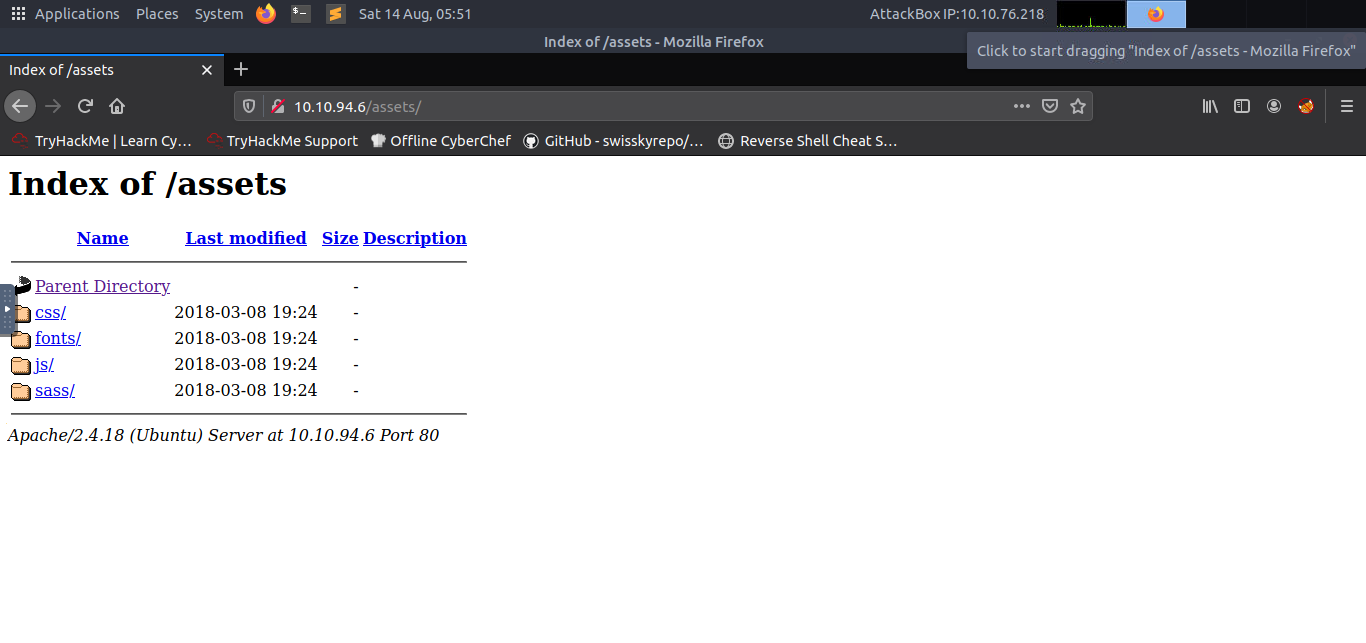 Applications Places System Sat 14 Aug, 05:51 AttackBox IP:10.10.76.218
Index of /assets - Mozilla Firefox
Click to start dragging "Index of /assets - Mozilla Firefox"
Index of /assets
10.10.94.6/assets/
TryHackMe | Learn Cy... TryHackMe Support Offline CyberChef GitHub - swisskyrepo/... Reverse Shell Cheat S...
Index of /assets
Name Last modified Size Description
Parent Directory -
css/ 2018-03-08 19:24 -
fonts/ 2018-03-08 19:24 -
js/ 2018-03-08 19:24 -
sass/ 2018-03-08 19:24 -
Apache/2.4.18 (Ubuntu) Server at 10.10.94.6 Port 80